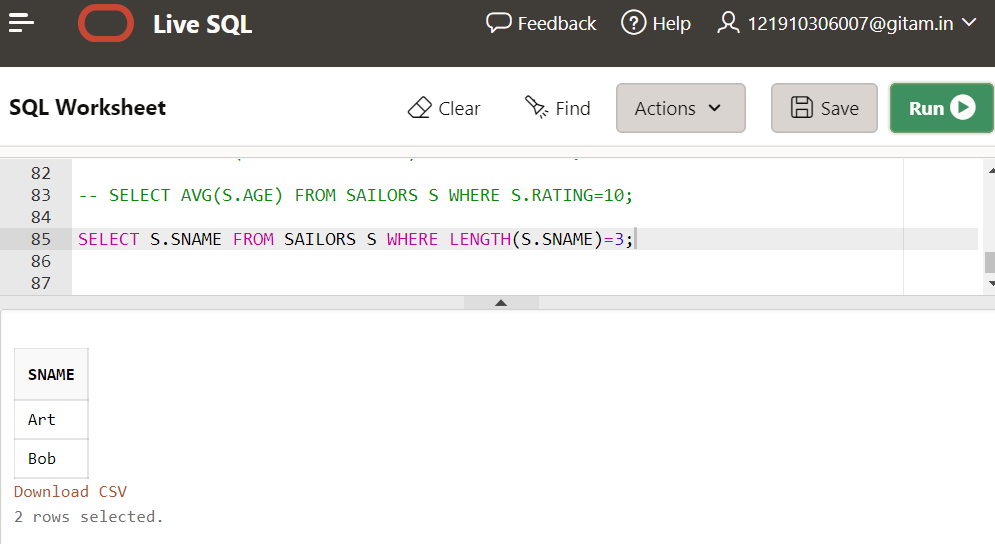 Live SQL Feedback Help 121910306007@gitam.in
SQL Worksheet Clear Find Actions Save Run
82
83 -- SELECT AVG(S.AGE) FROM SAILORS S WHERE S.RATING=10;
84
85 SELECT S.SNAME FROM SAILORS S WHERE LENGTH(S.SNAME)=3;
86
87
SNAME
Art
Bob
Download CSV
2 rows selected.